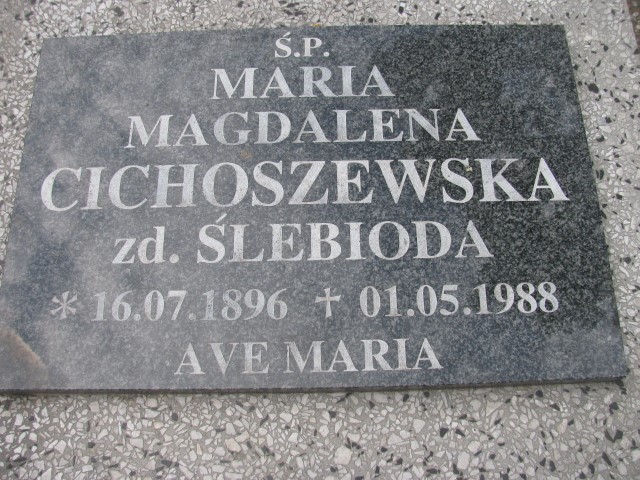 Ś.P.
MARIA
MAGDALENA
CICHOSZEWSKA
zd. ŚLEBIODA
* 16.07.1896 † 01.05.1988
AVE MARIA